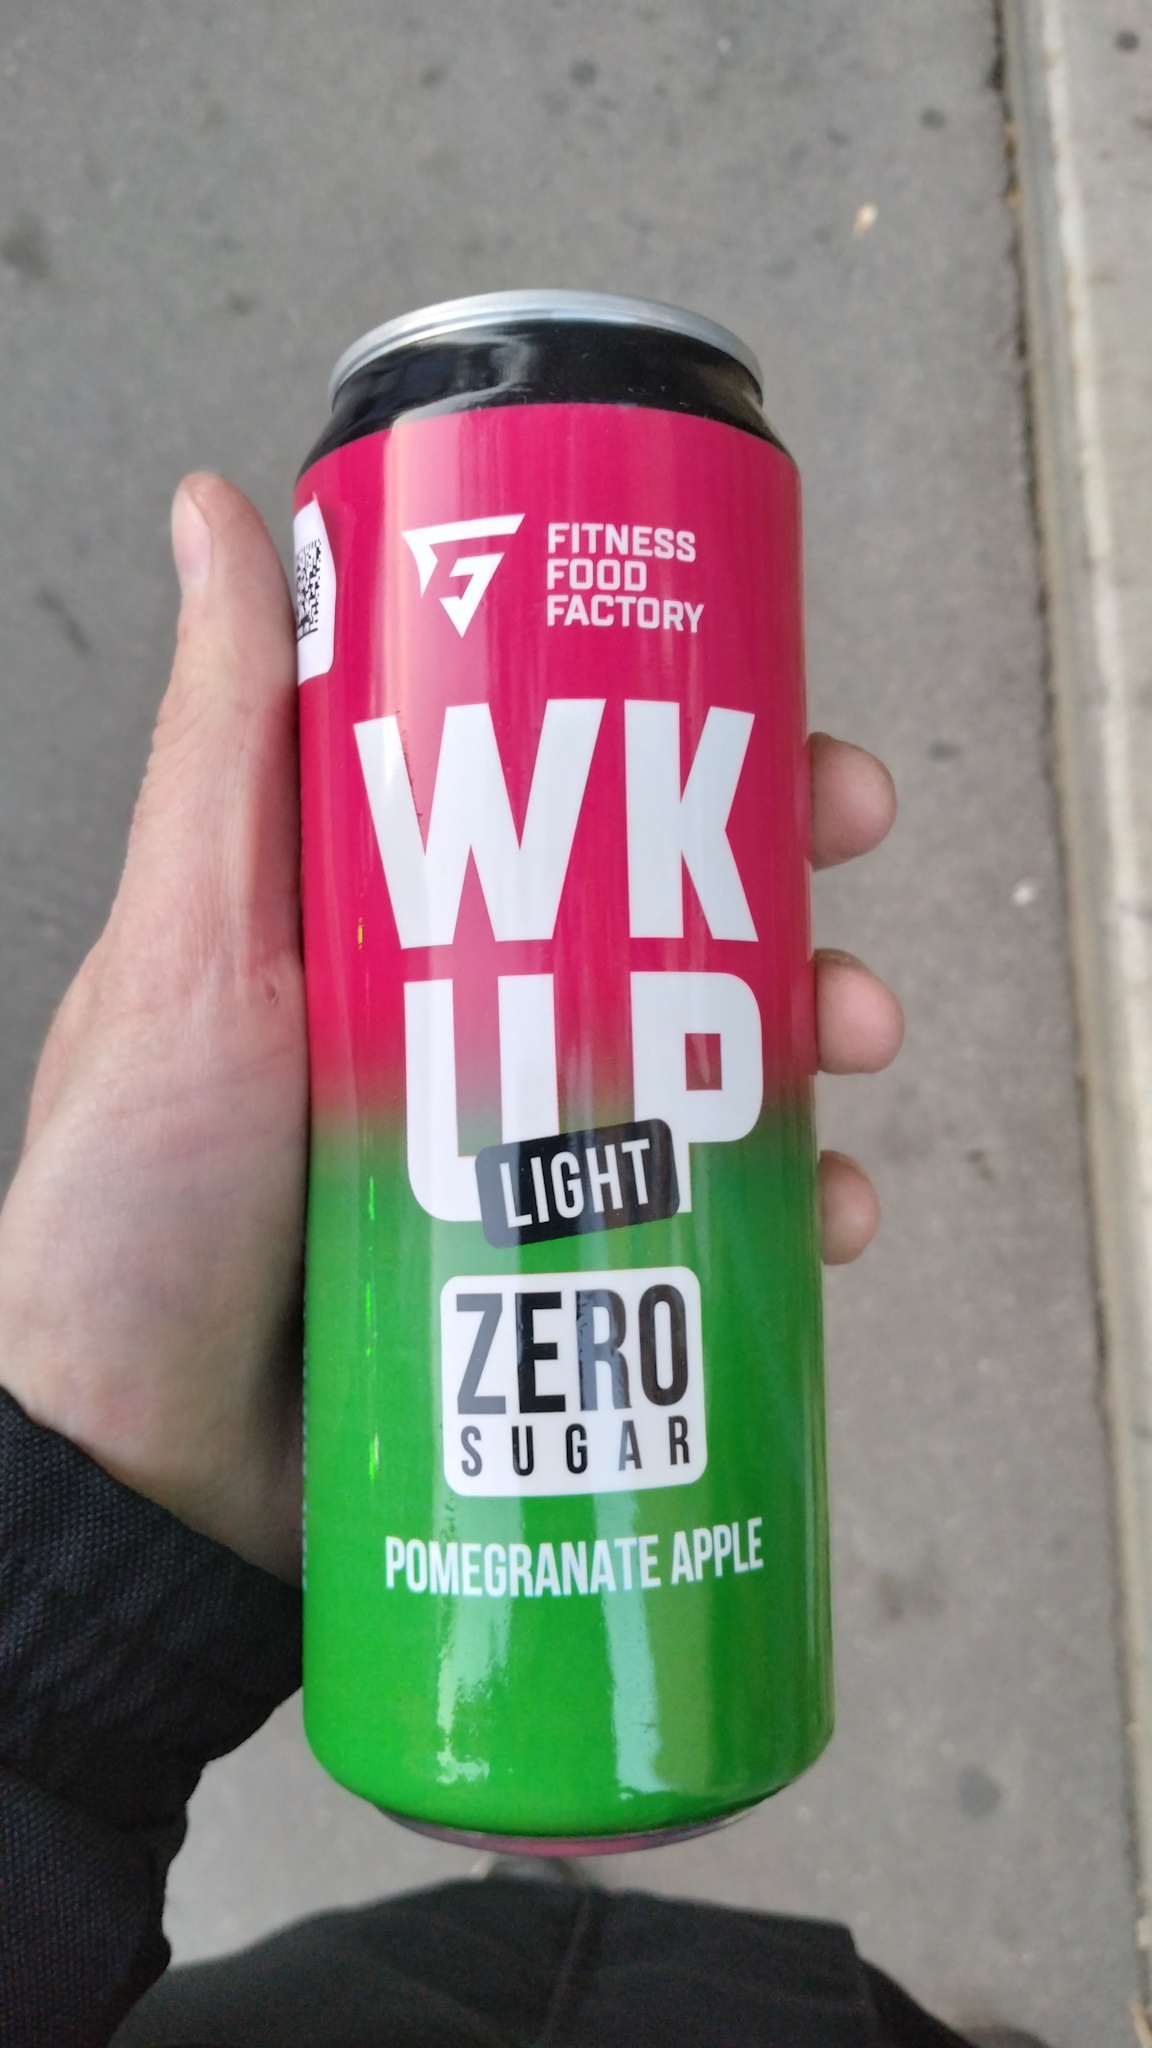 FITNESS
FOOD
FACTORY
WK
UP
LIGHT
ZERO
SUGAR
POMEGRANATE APPLE